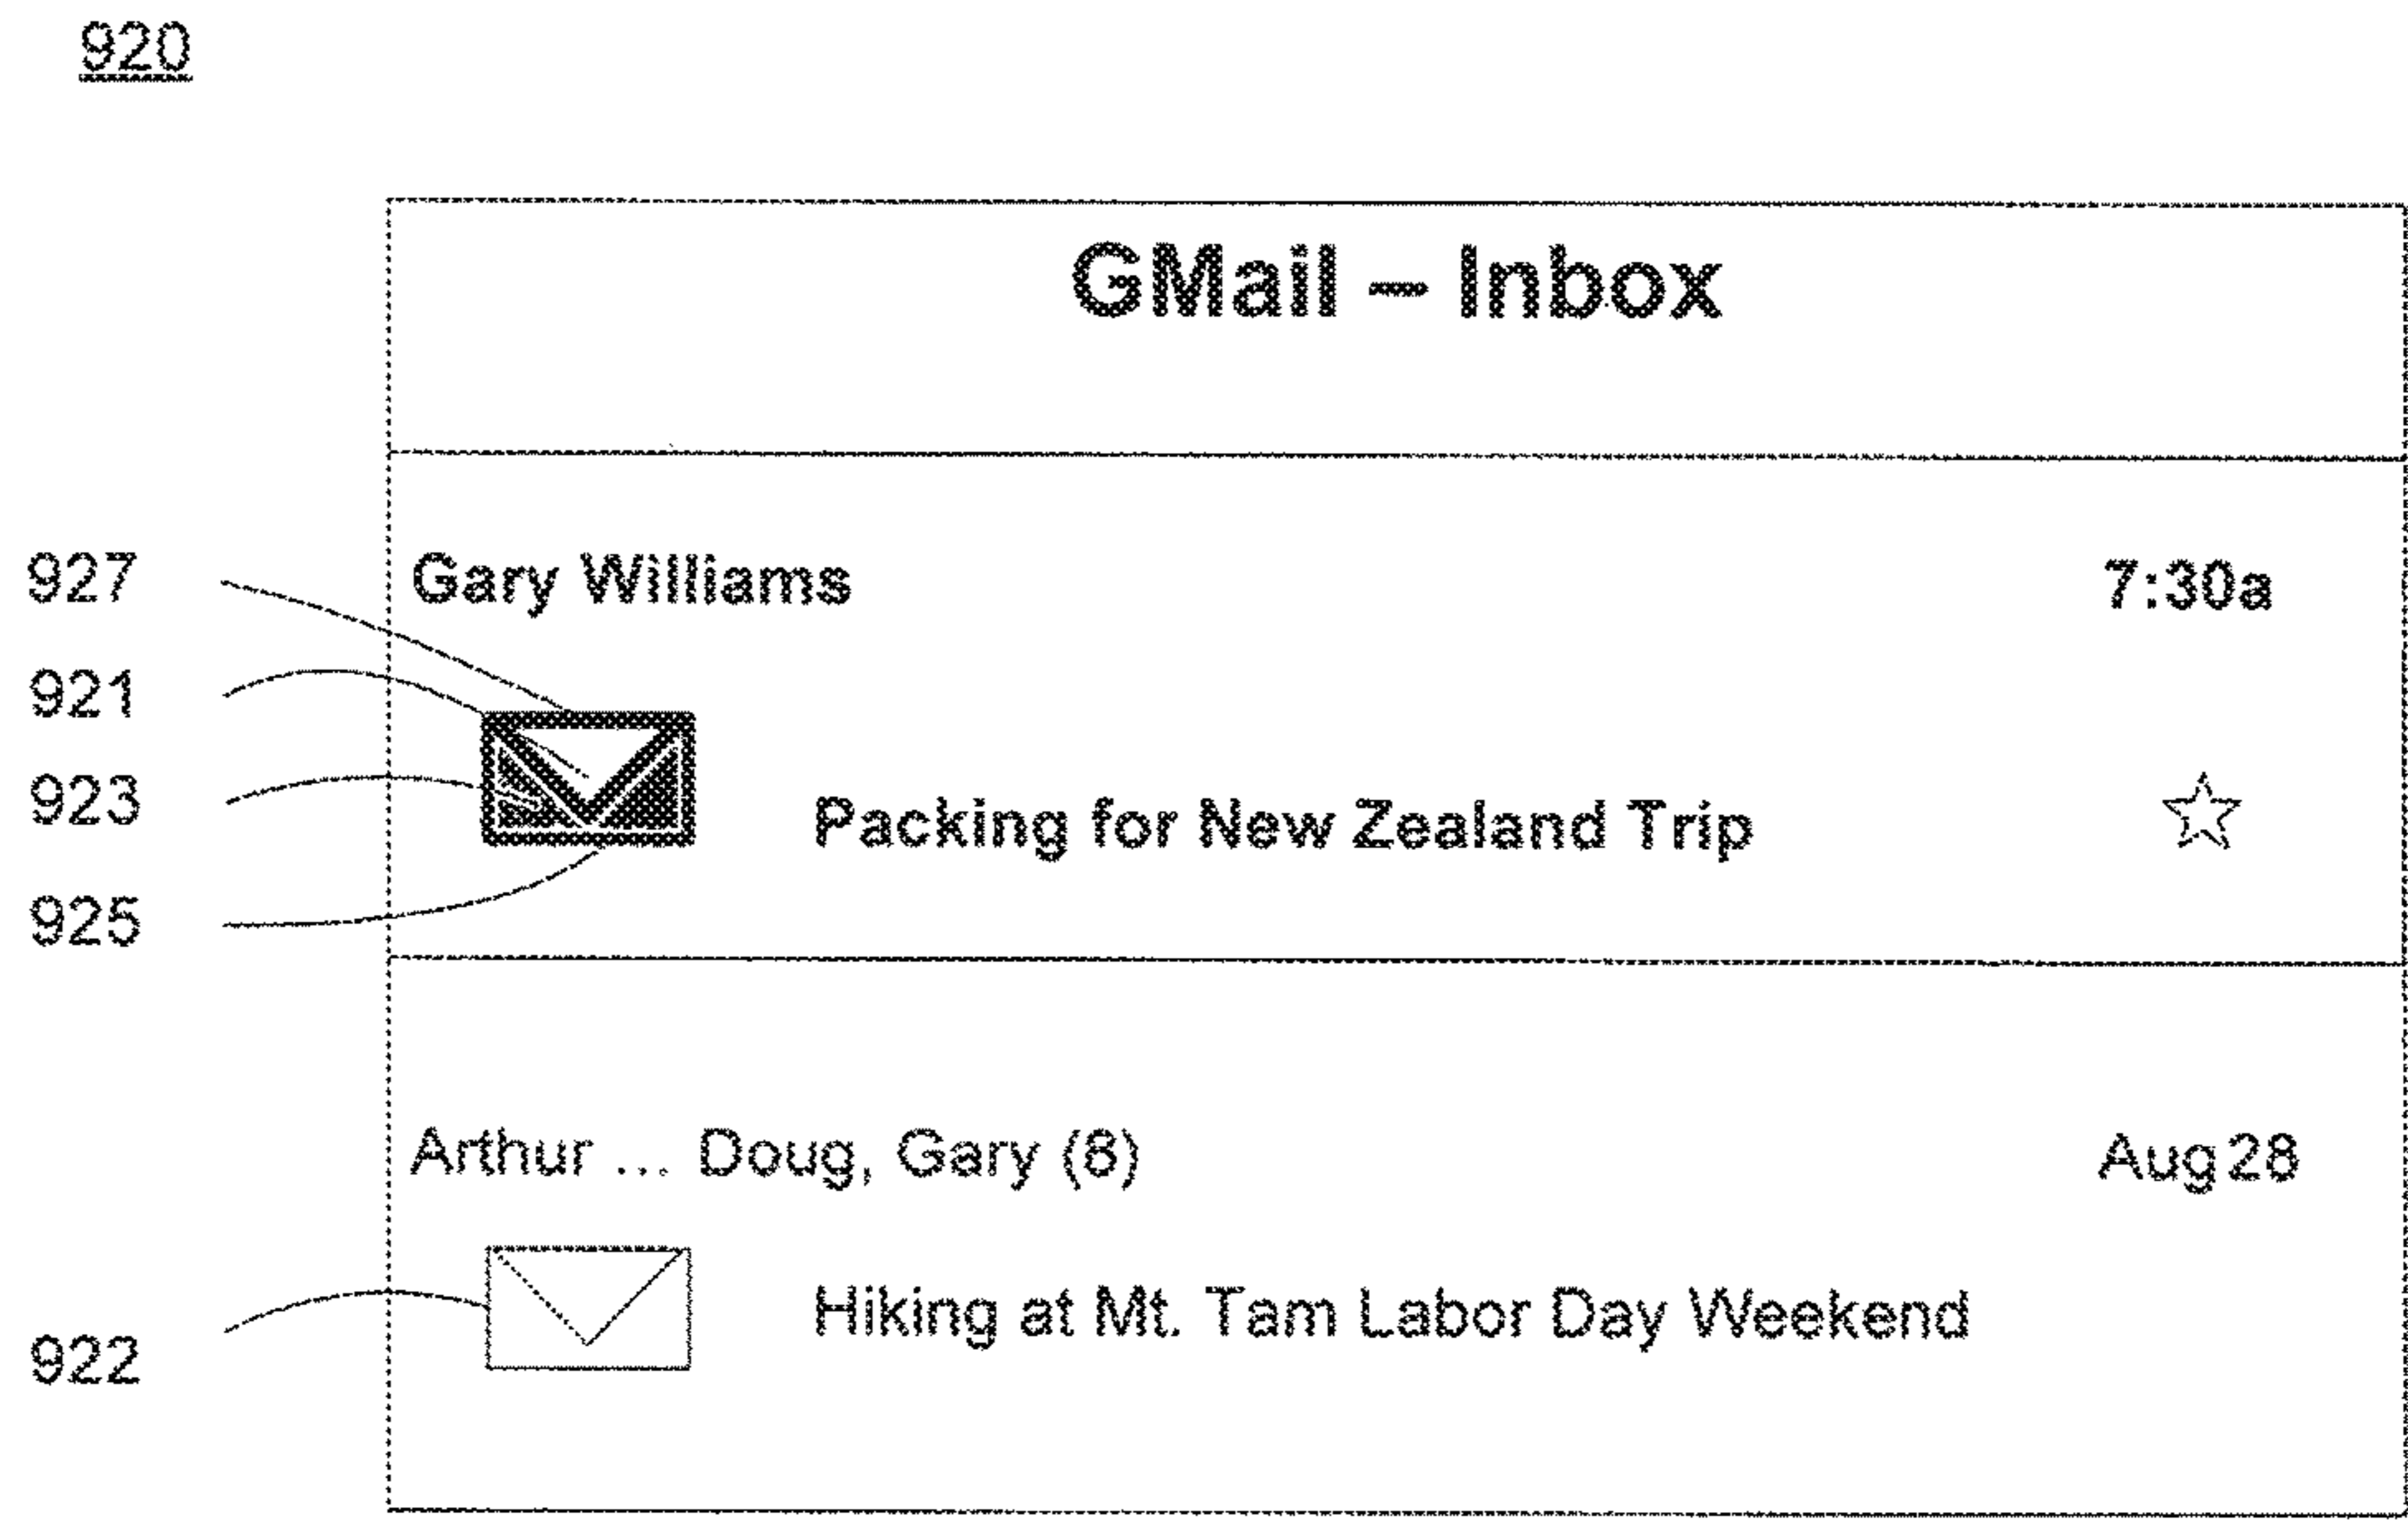 920
GMail – Inbox
927 Gary Williams 7:30a
921
923 Packing for New Zealand Trip
925
Arthur ... Doug, Gary (8) Aug 28
922 Hiking at Mt. Tam Labor Day Weekend